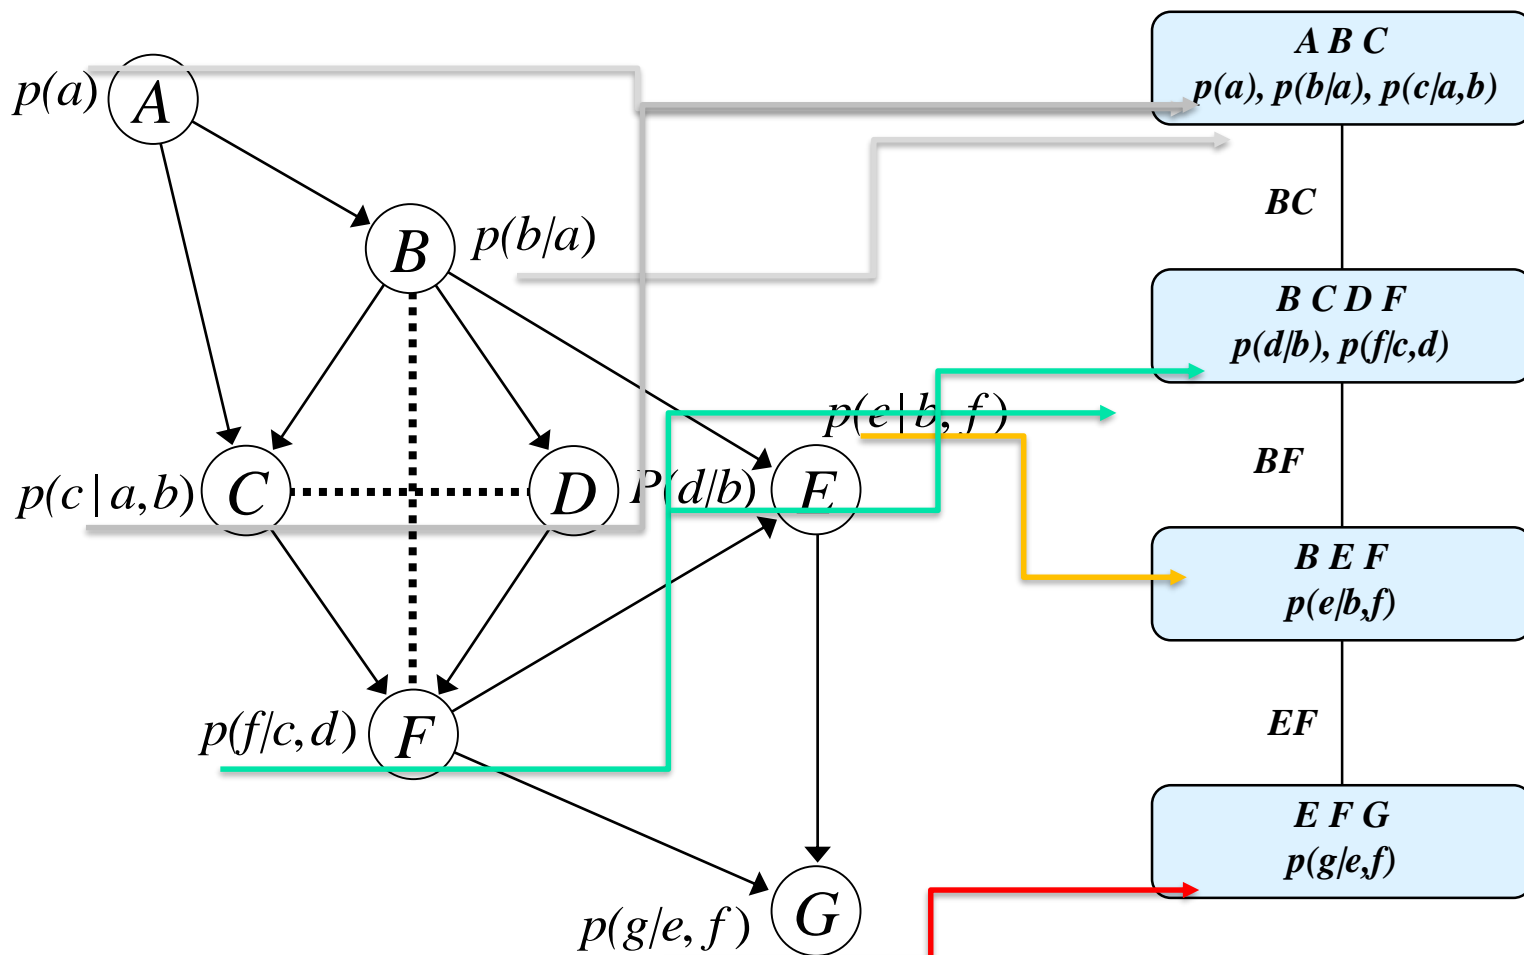 p(a)
A
B
p(b/a)
p(e|b, f)
p(c|a,b)
C
D
P(d/b)
E
p(f/c,d)
F
p(g/e, f)
G
A B C
p(a), p(b/a), p(c/a,b)
BC
B C D F
p(d/b), p(f/c,d)
BF
B E F
p(e/b,f)
EF
E F G
p(g/e,f)